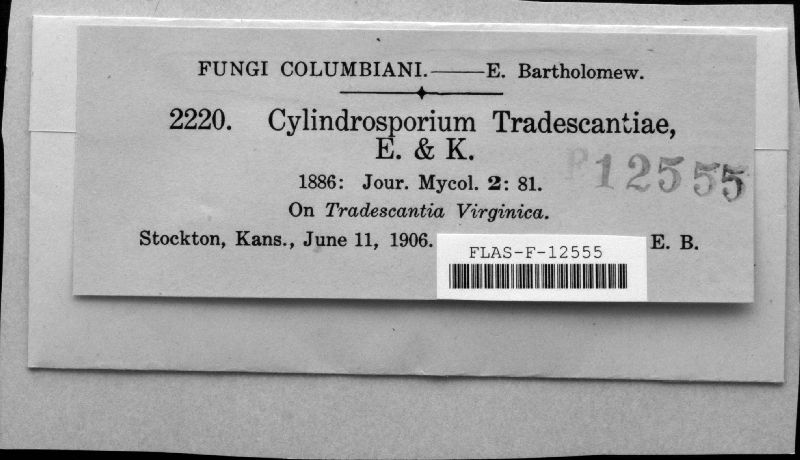 FUNGI COLUMBIANI.——E. Bartholomew.
2220. Cylindrosporium Tradescantiae,
E. & K.
F12555
1886: Jour. Mycol. 2: 81.
On Tradescantia Virginica.
Stockton, Kans., June 11, 1906. E. B.
FLAS-F-12555